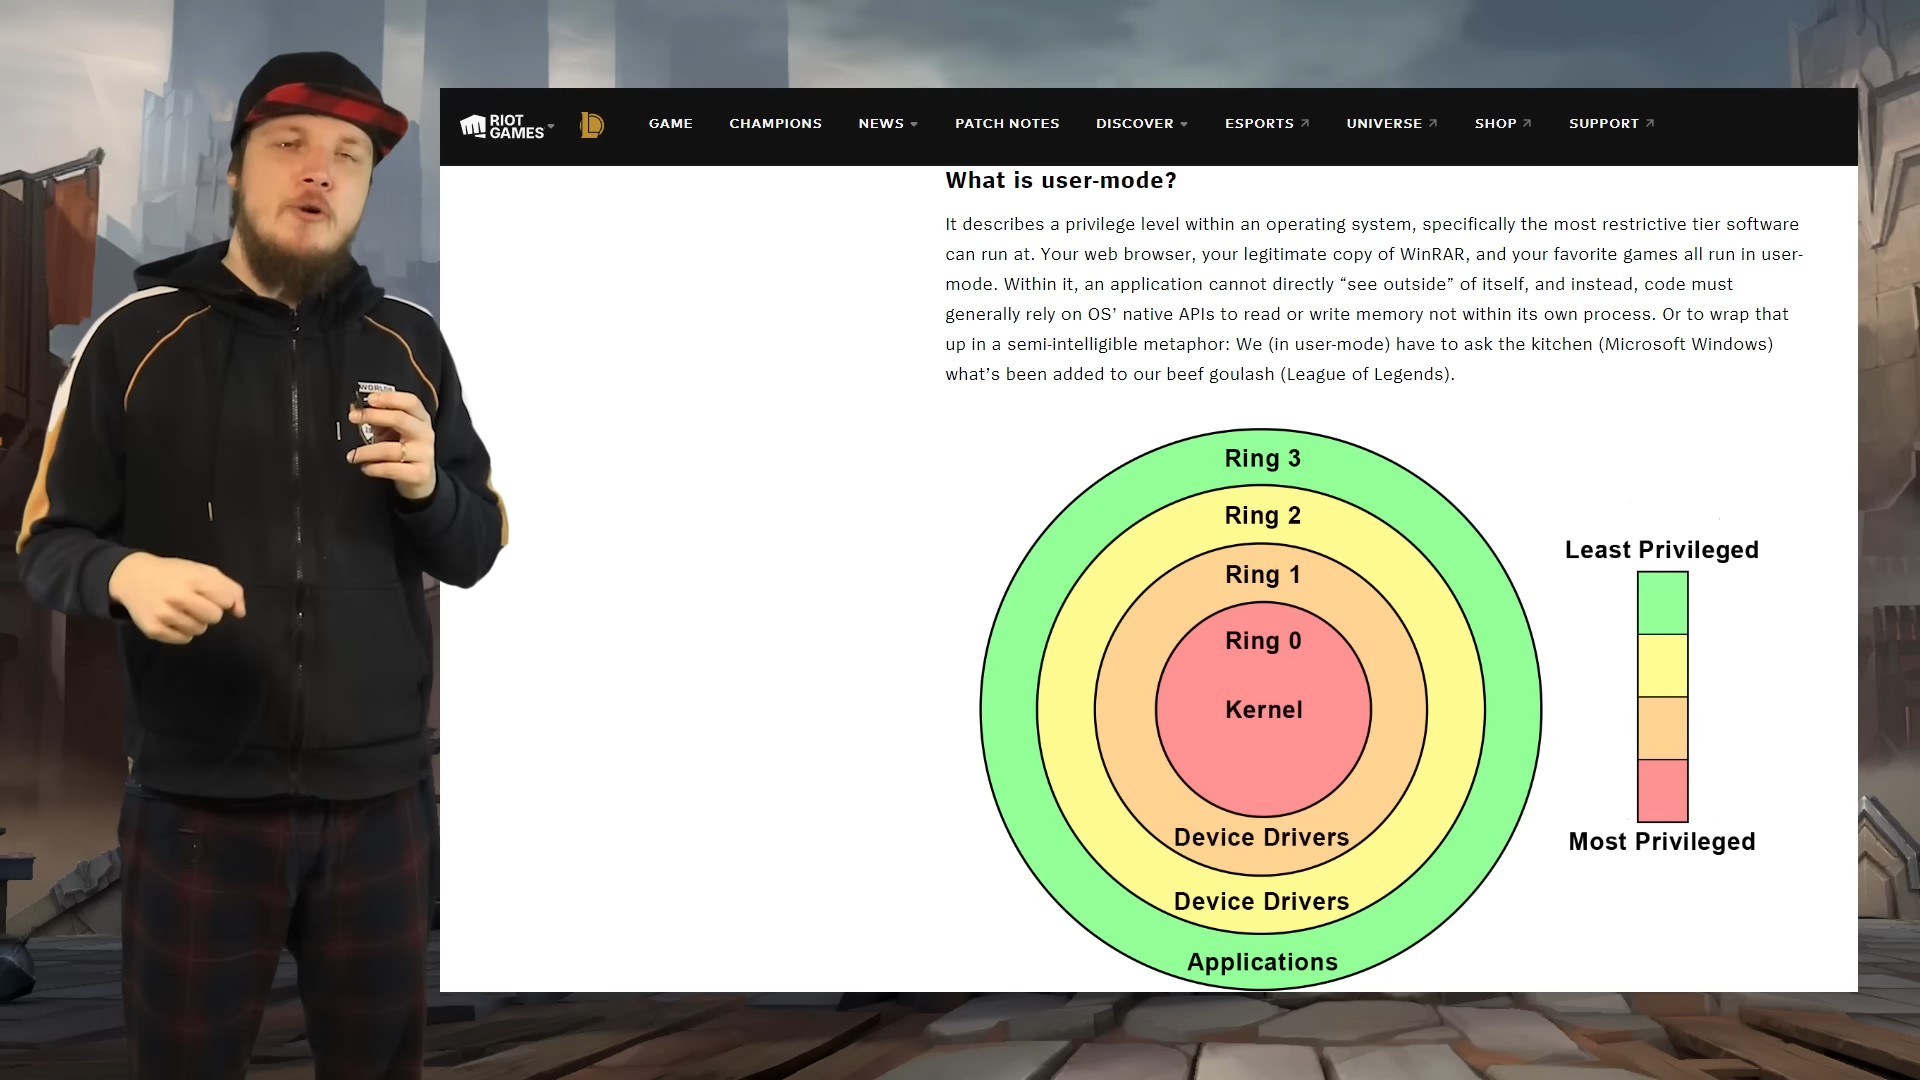 RIOT GAMES
GAME CHAMPIONS NEWS PATCH NOTES DISCOVER ESPORTS UNIVERSE SHOP SUPPORT
What is user-mode?
It describes a privilege level within an operating system, specifically the most restrictive tier software
can run at. Your web browser, your legitimate copy of WinRAR, and your favorite games all run in user-
mode. Within it, an application cannot directly “see outside” of itself, and instead, code must
generally rely on OS’ native APIs to read or write memory not within its own process. Or to wrap that
up in a semi-intelligible metaphor: We (in user-mode) have to ask the kitchen (Microsoft Windows)
what’s been added to our beef goulash (League of Legends).
Ring 3
Ring 2
Ring 1
Ring 0
Kernel
Device Drivers
Device Drivers
Applications
Least Privileged
Most Privileged
WORLDS